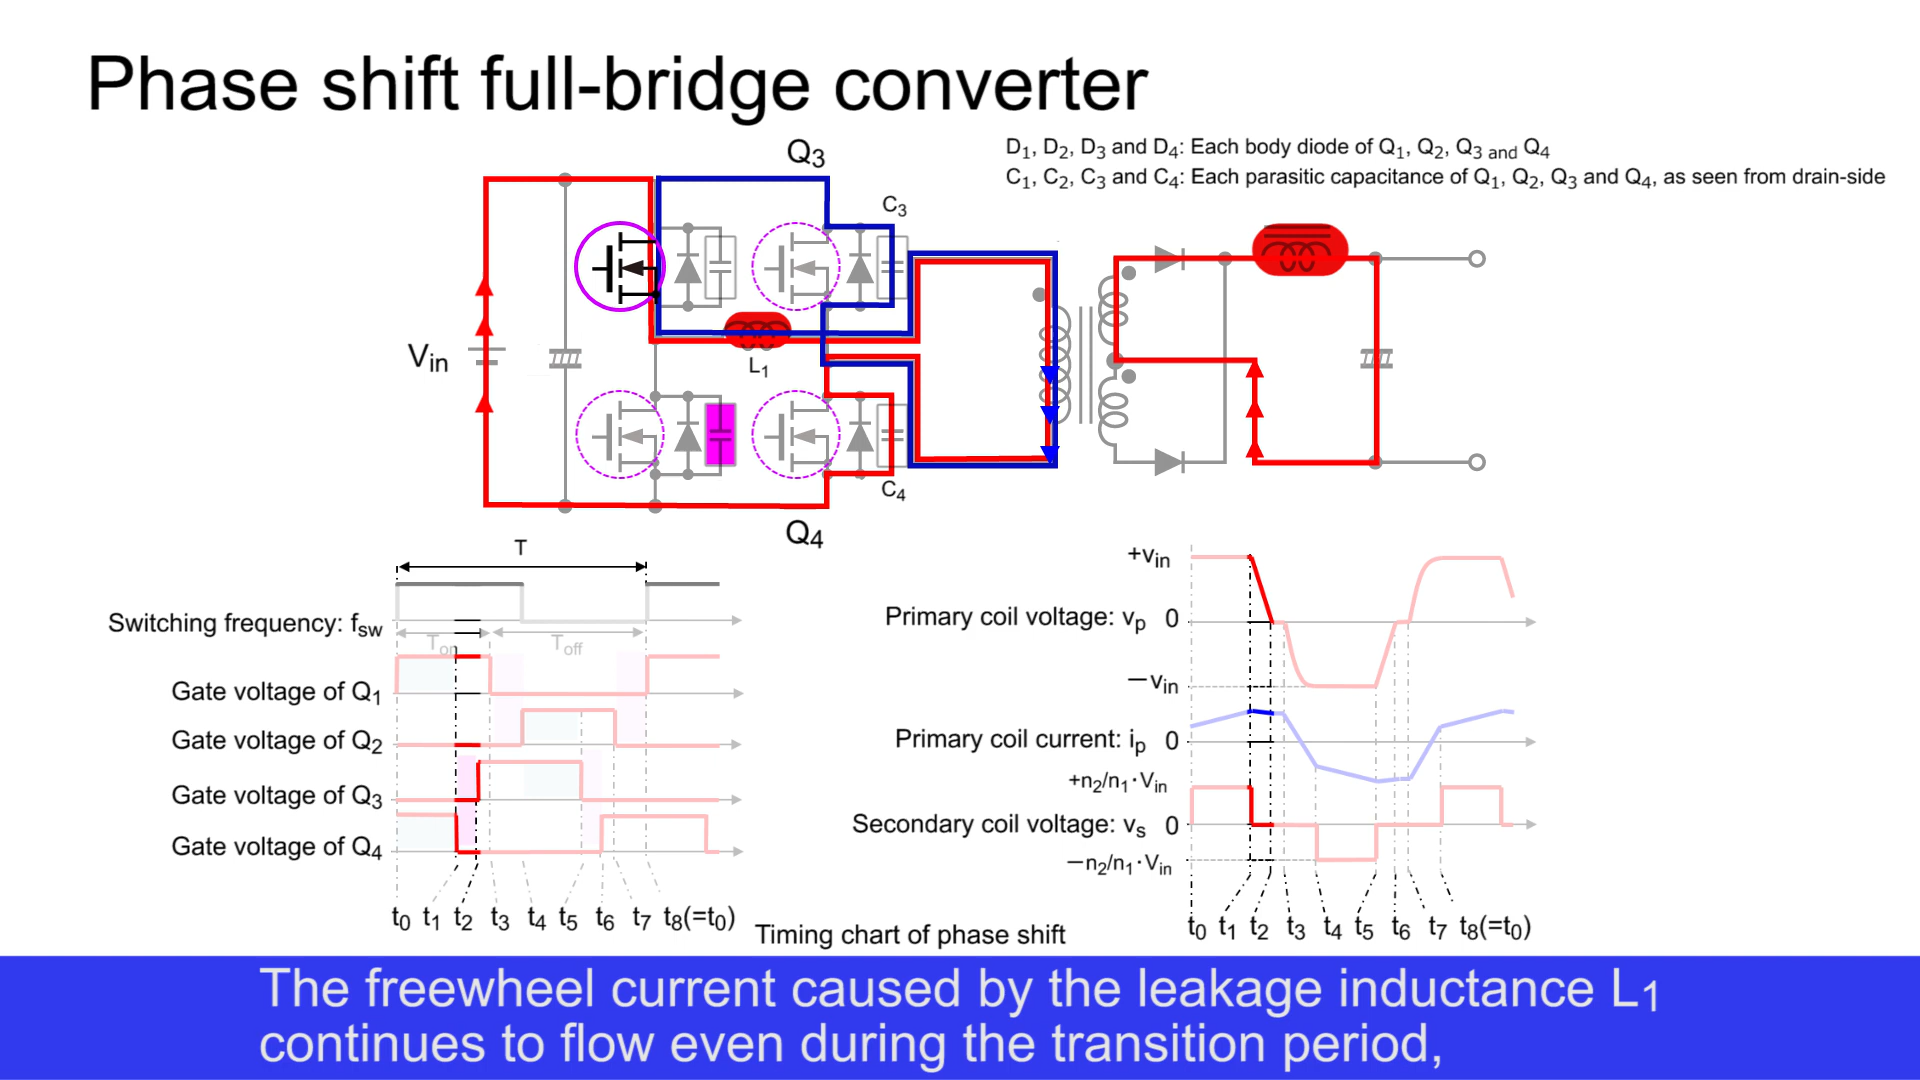 Phase shift full-bridge converter
D1, D2, D3 and D4: Each body diode of Q1, Q2, Q3 and Q4
C1, C2, C3 and C4: Each parasitic capacitance of Q1, Q2, Q3 and Q4, as seen from drain-side
Q3
C3
Vin
L1
C4
Q4
T
Switching frequency: fsw
Ton
Toff
Gate voltage of Q1
Gate voltage of Q2
Gate voltage of Q3
Gate voltage of Q4
t0 t1 t2 t3 t4 t5 t6 t7 t8(=t0)
Timing chart of phase shift
+vin
Primary coil voltage: vp 0
−vin
Primary coil current: ip 0
+n2/n1·Vin
Secondary coil voltage: vs 0
−n2/n1·Vin
t0 t1 t2 t3 t4 t5 t6 t7 t8(=t0)
The freewheel current caused by the leakage inductance L1
continues to flow even during the transition period,